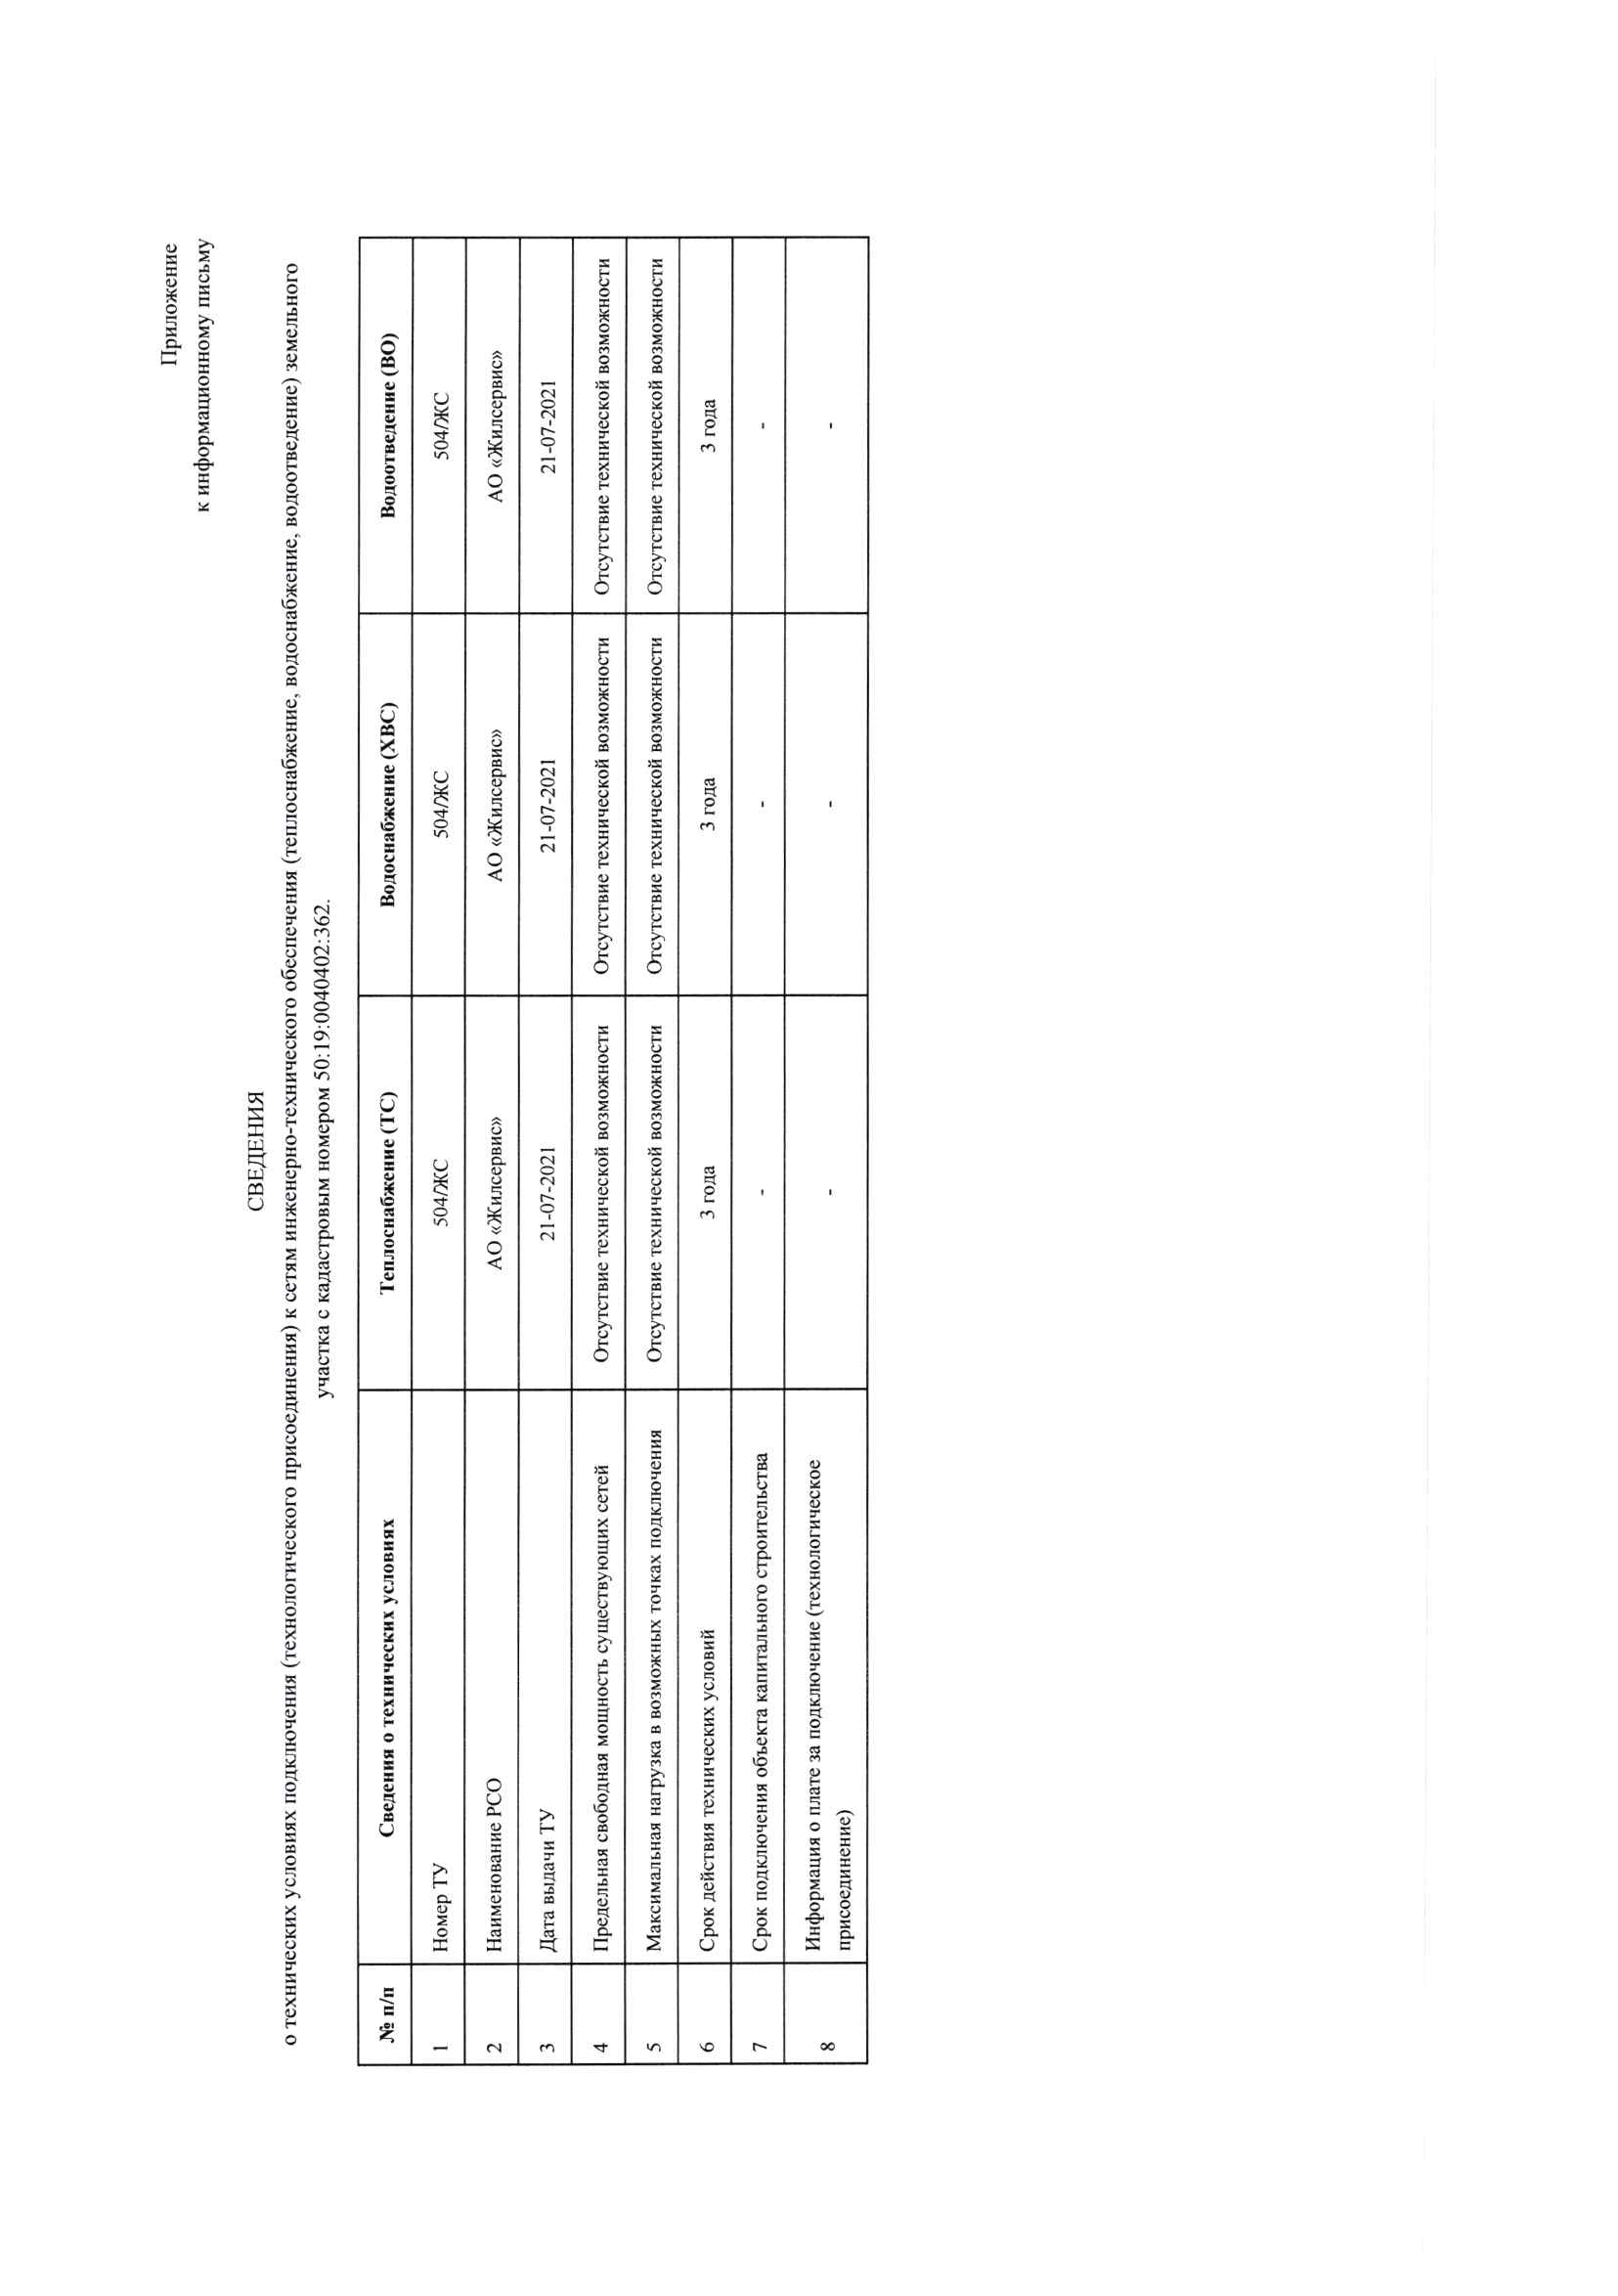 Приложение
к информационному письму
СВЕДЕНИЯ
о технических условиях подключения (технологического присоединения) к сетям инженерно-технического обеспечения (теплоснабжение, водоснабжение, водоотведение) земельного
участка с кадастровым номером 50:19:0040402:362.
№ п/п Сведения о технических условиях Теплоснабжение (ТС) Водоснабжение (ХВС) Водоотведение (ВО)
1 Номер ТУ 504/ЖС 504/ЖС 504/ЖС
2 Наименование РСО АО «Жилсервис» АО «Жилсервис» АО «Жилсервис»
3 Дата выдачи ТУ 21-07-2021 21-07-2021 21-07-2021
4 Предельная свободная мощность существующих сетей Отсутствие технической возможности Отсутствие технической возможности Отсутствие технической возможности
5 Максимальная нагрузка в возможных точках подключения Отсутствие технической возможности Отсутствие технической возможности Отсутствие технической возможности
6 Срок действия технических условий 3 года 3 года 3 года
7 Срок подключения объекта капитального строительства - - -
8 Информация о плате за подключение (технологическое
присоединение) - - -